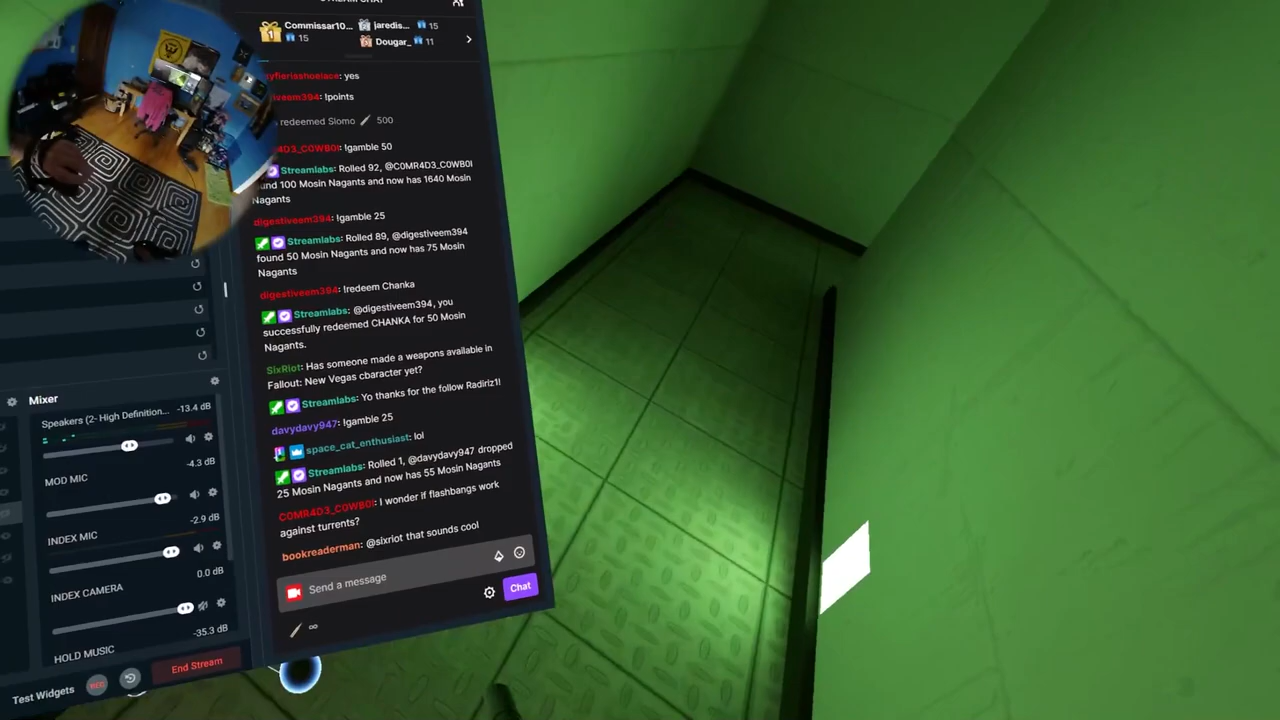 STREAM CHAT
Commissar10... jaredis... 15
15 Dougar_ 11
yfierisshoelace: yes
veem394: !points
redeemed Slomo 500
4D3_C0WB0I: !gamble 50
Streamlabs: Rolled 92, @C0MR4D3_C0WB0I
und 100 Mosin Nagants and now has 1640 Mosin
Nagants
digestiveem394: !gamble 25
Streamlabs: Rolled 89, @digestiveem394
found 50 Mosin Nagants and now has 75 Mosin
Nagants
digestiveem394: !redeem Chanka
Streamlabs: @digestiveem394, you
successfully redeemed CHANKA for 50 Mosin
Nagants.
SixRiot: Has someone made a weapons available in
Fallout: New Vegas cbaracter yet?
Streamlabs: Yo thanks for the follow Radiriz1!
davydavy947: !gamble 25
space_cat_enthusiast: lol
Streamlabs: Rolled 1, @davydavy947 dropped
25 Mosin Nagants and now has 55 Mosin Nagants
C0MR4D3_C0WB0I: I wonder if flashbangs work
against turrents?
bookreaderman: @sixriot that sounds cool
Send a message
Chat
∞
Mixer
Speakers (2- High Definition... -13.4 dB
MOD MIC -4.3 dB
INDEX MIC -2.9 dB
INDEX CAMERA 0.0 dB
HOLD MUSIC -35.3 dB
Test Widgets REC End Stream